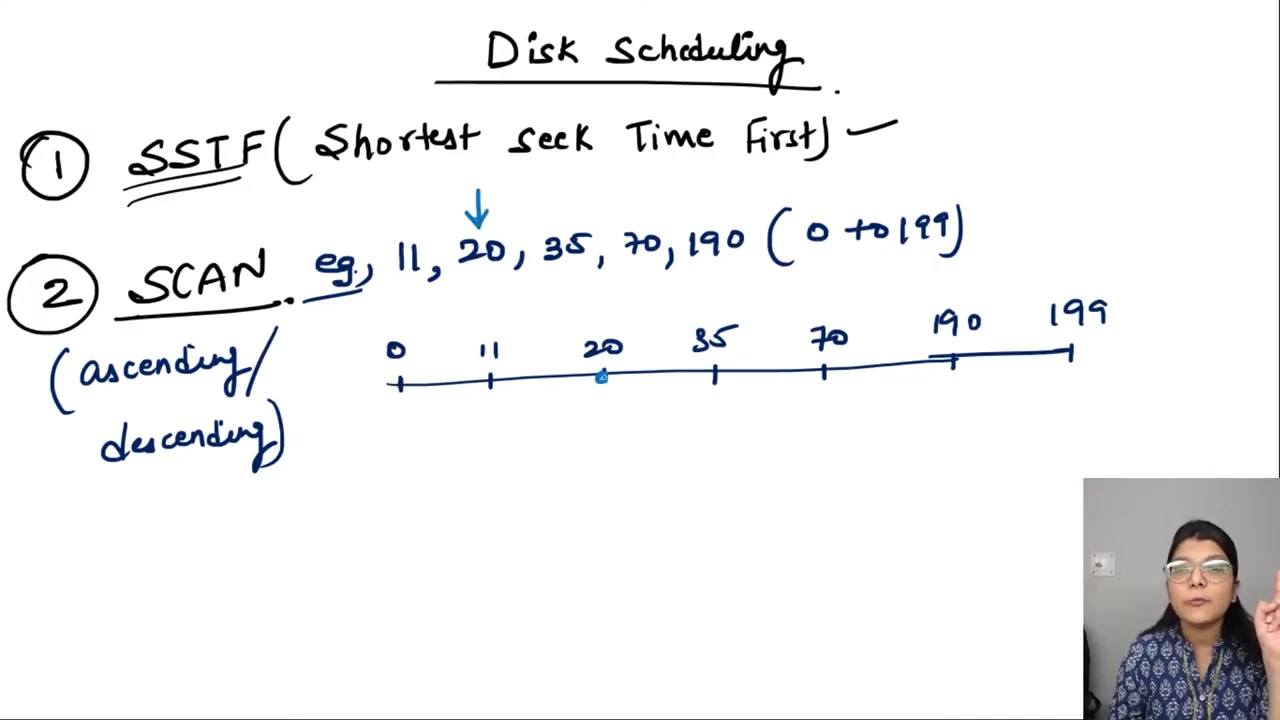 Disk Scheduling.
① SSTF (Shortest Seek Time First)
② SCAN. eg., 11, 20, 35, 70, 190 (0 to 199)
(ascending/
descending)
0 11 20 35 70 190 199